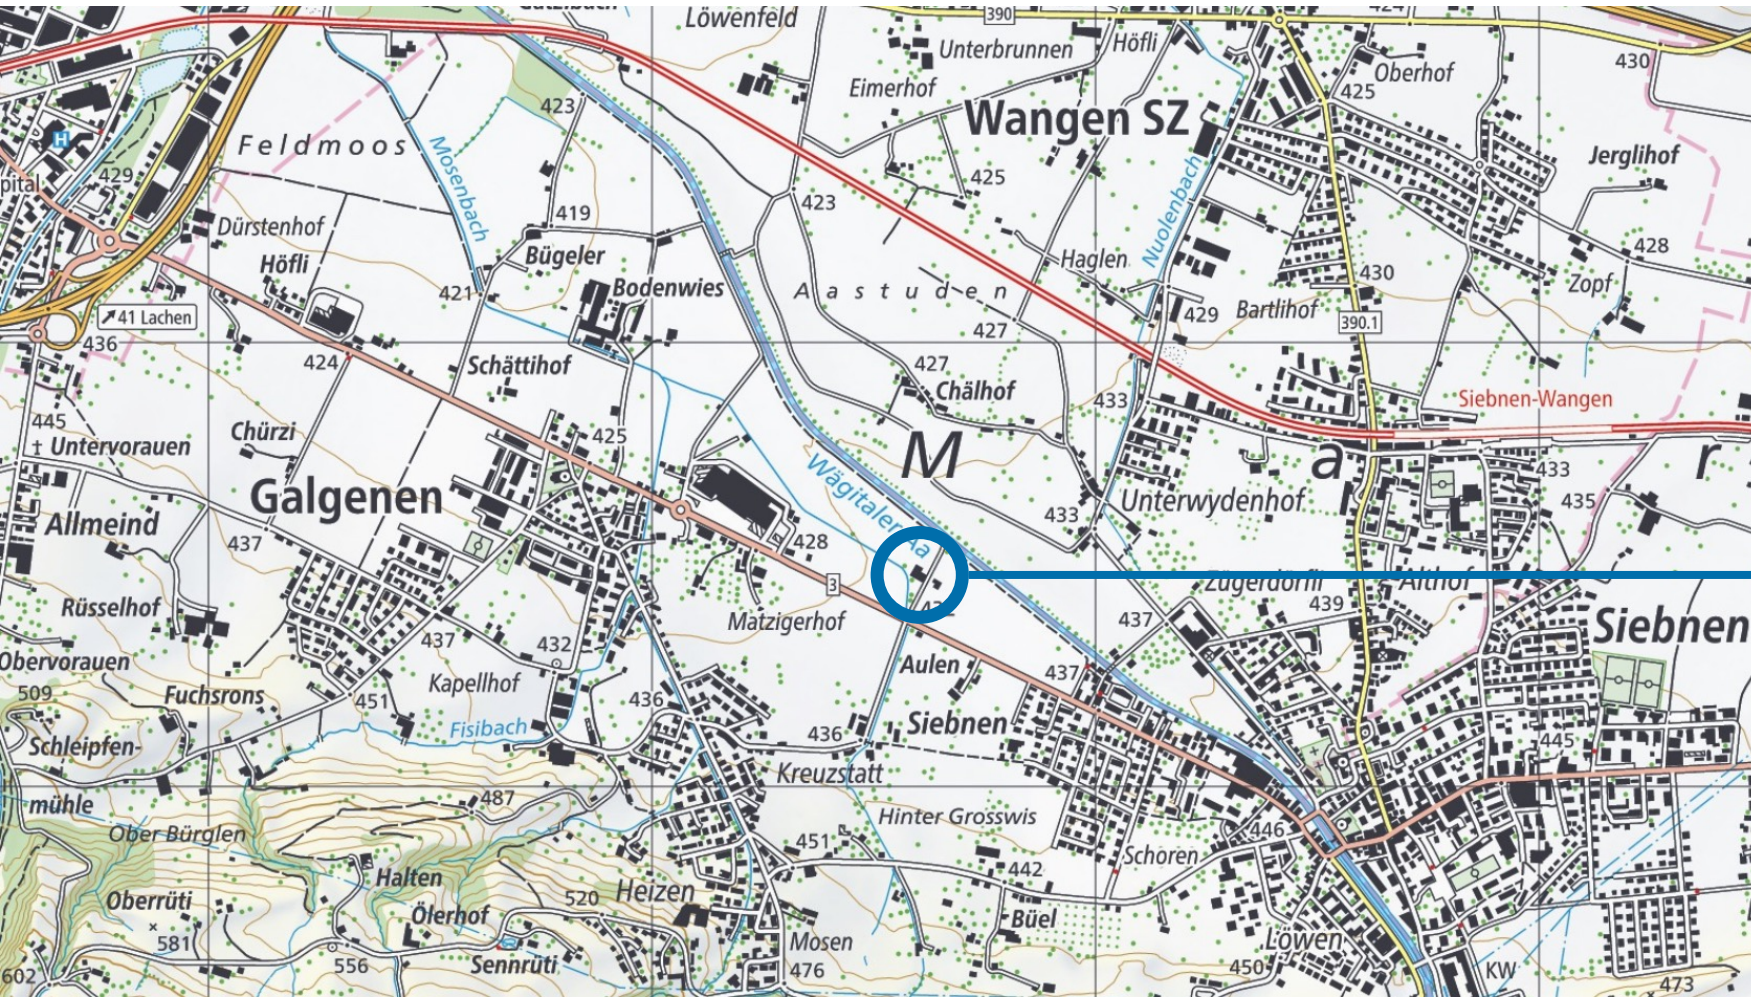 Löwenfeld
390
Unterbrunnen
Höfli
424
430
Oberhof
Eimerhof
425
423
Wangen SZ
H
Feldmoos
Mosenbach
Jerglihof
429
425
Nuolenbach
pital
423
419
Dürstenhof
428
Bügeler
Haglen
430
Höfli
Zopf
Bodenwies
Aastuden
421
429
Bartlihof
41 Lachen
427
390.1
436
424
Schättihof
427
Chälhof
Siebnen-Wangen
433
445
Untervorauen
Chürzi
425
M a r
433
Wägitaler Aa
Galgenen
Unterwydenhof
435
433
Allmeind
437
428
3
Zügerdörfli
Althof
439
Rüsselhof
Matzigerhof
437
Siebnen
437
432
Obervorauen
Aulen
437
Kapellhof
509
Fuchsrons
451
436
Siebnen
Fisibach
436
445
Schleipfen-
mühle
Kreuzstatt
487
Ober Bürglen
Hinter Grosswis
446
451
Schoren
442
Halten
Heizen
520
Oberrüti
Ölerhof
Büel
581
Mosen
Löwen
602
556
Sennrüti
476
450
KW
473